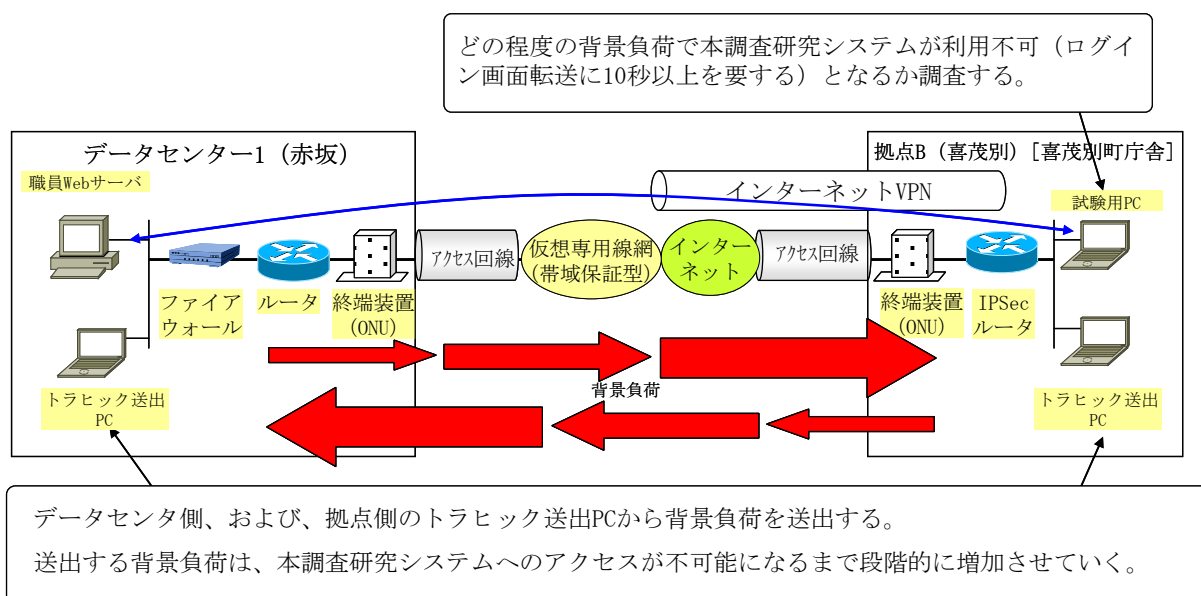 どの程度の背景負荷で本調査研究システムが利用不可（ログイ
ン画面転送に10秒以上を要する）となるか調査する。
データセンター1（赤坂）
拠点B（喜茂別）[喜茂別町庁舎]
職員Webサーバ
インターネットVPN
試験用PC
アクセス回線
仮想専用線網
(帯域保証型)
インター
ネット
アクセス回線
ファイア
ウォール
ルータ
終端装置
(ONU)
終端装置
(ONU)
IPSec
ルータ
背景負荷
トラヒック送出
PC
トラヒック送出
PC
データセンタ側、および、拠点側のトラヒック送出PCから背景負荷を送出する。
送出する背景負荷は、本調査研究システムへのアクセスが不可能になるまで段階的に増加させていく。